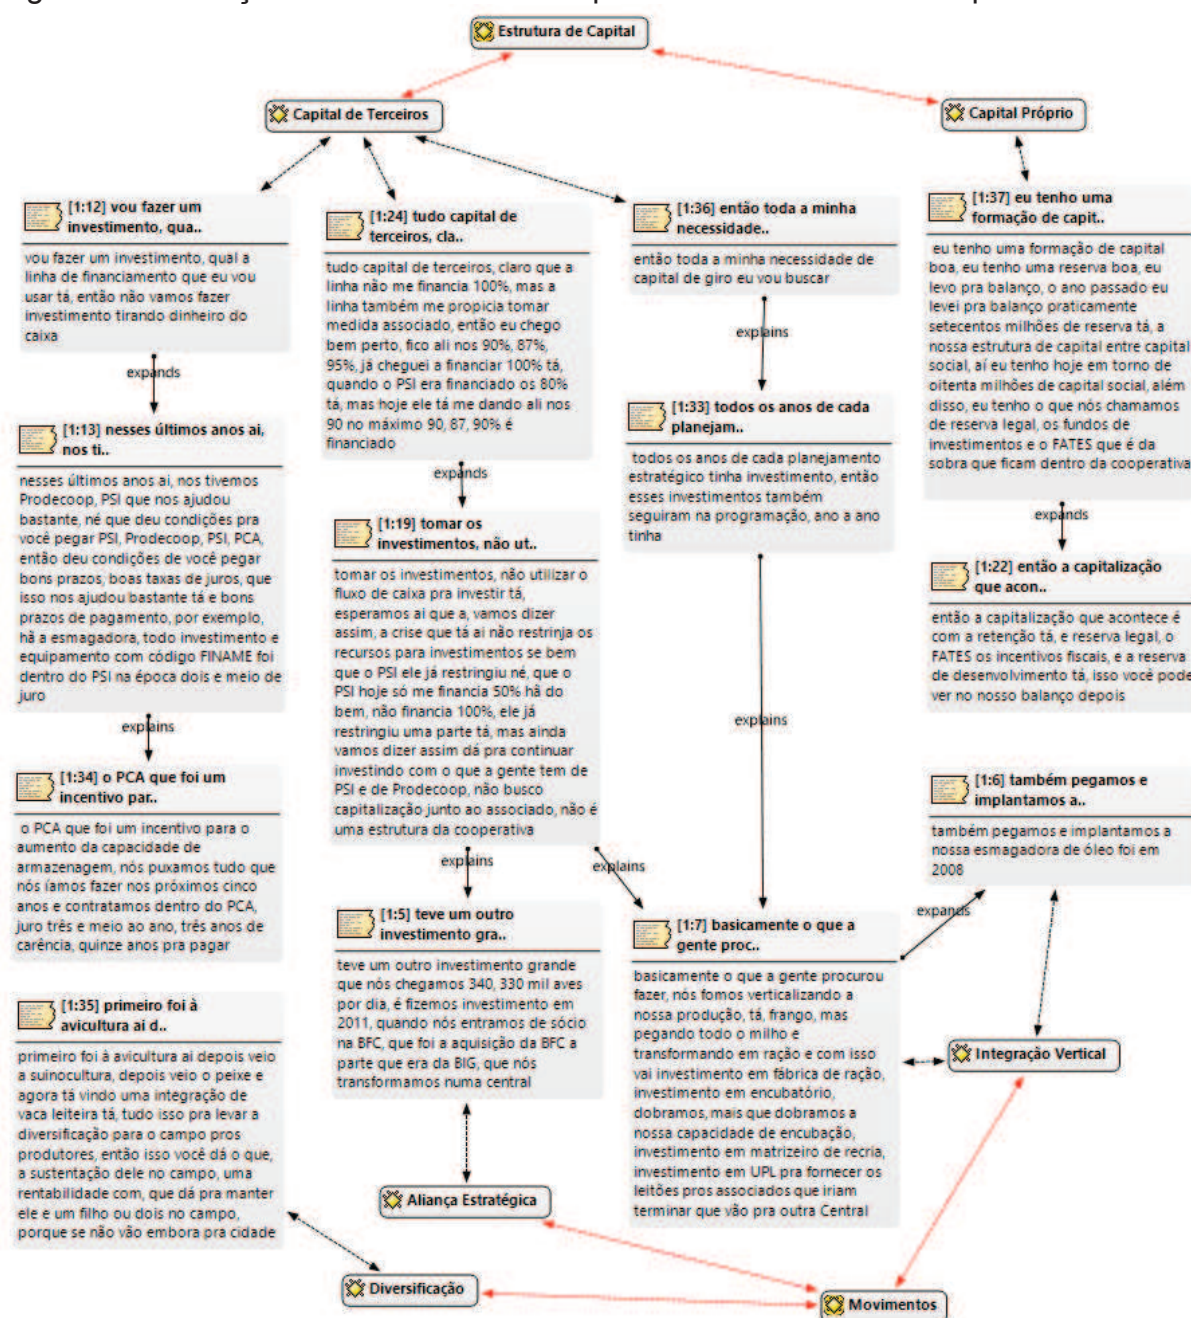 Estrutura de Capital
Capital de Terceiros
Capital Próprio
[1:12] vou fazer um
investimento, qua..
vou fazer um investimento, qual a
linha de financiamento que eu vou
usar tá, então não vamos fazer
investimento tirando dinheiro do
caixa
expands
[1:13] nesses últimos anos ai,
nos ti..
nesses últimos anos ai, nos tivemos
Prodecoop, PSI que nos ajudou
bastante, né que deu condições pra
você pegar PSI, Prodecoop, PSI, PCA,
então deu condições de você pegar
bons prazos, boas taxas de juros, que
isso nos ajudou bastante tá e bons
prazos de pagamento, por exemplo,
hã a esmagadora, todo investimento e
equipamento com código FINAME foi
dentro do PSI na época dois e meio de
juro
explains
[1:34] o PCA que foi um
incentivo par..
o PCA que foi um incentivo para o
aumento da capacidade de
armazenagem, nós puxamos tudo que
nós íamos fazer nos próximos cinco
anos e contratamos dentro do PCA,
juro três e meio ao ano, três anos de
carência, quinze anos pra pagar
[1:35] primeiro foi à
avicultura ai d..
primeiro foi à avicultura ai depois veio
a suinocultura, depois veio o peixe e
agora tá vindo uma integração de
vaca leiteira tá, tudo isso pra levar a
diversificação para o campo pros
produtores, então isso você dá o que,
a sustentação dele no campo, uma
rentabilidade com, que dá pra manter
ele e um filho ou dois no campo,
porque se não vão embora pra cidade
[1:24] tudo capital de
terceiros, cla..
tudo capital de terceiros, claro que a
linha não me financia 100%, mas a
linha também me propicia tomar
medida associado, então eu chego
bem perto, fico ali nos 90%, 87%,
95%, já cheguei a financiar 100% tá,
quando o PSI era financiado os 80%
tá, mas hoje ele tá me dando ali nos
90 no máximo 90, 87, 90% é
financiado
expands
[1:19] tomar os
investimentos, não ut..
tomar os investimentos, não utilizar o
fluxo de caixa pra investir tá,
esperamos ai que a, vamos dizer
assim, a crise que tá ai não restrinja os
recursos para investimentos se bem
que o PSI ele já restringiu né, que o
PSI hoje só me financia 50% hã do
bem, não financia 100%, ele já
restringiu uma parte tá, mas ainda
vamos dizer assim dá pra continuar
investindo com o que a gente tem de
PSI e de Prodecoop, não busco
capitalização junto ao associado, não é
uma estrutura da cooperativa
explains
explains
[1:5] teve um outro
investimento gra..
teve um outro investimento grande
que nós chegamos 340, 330 mil aves
por dia, é fizemos investimento em
2011, quando nós entramos de sócio
na BFC, que foi a aquisição da BFC a
parte que era da BIG, que nós
transformamos numa central
[1:36] então toda a minha
necessidade..
então toda a minha necessidade de
capital de giro eu vou buscar
explains
[1:33] todos os anos de cada
planejam..
todos os anos de cada planejamento
estratégico tinha investimento, então
esses investimentos também
seguiram na programação, ano a ano
tinha
explains
[1:7] basicamente o que a
gente proc..
basicamente o que a gente procurou
fazer, nós fomos verticalizando a
nossa produção, tá, frango, mas
pegando todo o milho e
transformando em ração e com isso
vai investimento em fábrica de ração,
investimento em encubatório,
dobramos, mais que dobramos a
nossa capacidade de encubação,
investimento em matrizeiro de recria,
investimento em UPL pra fornecer os
leitões pros associados que iriam
terminar que vão pra outra Central
[1:37] eu tenho uma
formação de capit..
eu tenho uma formação de capital
boa, eu tenho uma reserva boa, eu
levo pra balanço, o ano passado eu
levei pra balanço praticamente
setecentos milhões de reserva tá, a
nossa estrutura de capital entre capital
social, aí eu tenho hoje em torno de
oitenta milhões de capital social, além
disso, eu tenho o que nós chamamos
de reserva legal, os fundos de
investimentos e o FATES que é da
sobra que ficam dentro da cooperativa
expands
[1:22] então a capitalização
que acon..
então a capitalização que acontece é
com a retenção tá, e reserva legal, o
FATES os incentivos fiscais, e a reserva
de desenvolvimento tá, isso você pode
ver no nosso balanço depois
[1:6] também pegamos e
implantamos a..
também pegamos e implantamos a
nossa esmagadora de óleo foi em
2008
expands
Integração Vertical
Aliança Estratégica
Diversificação
Movimentos